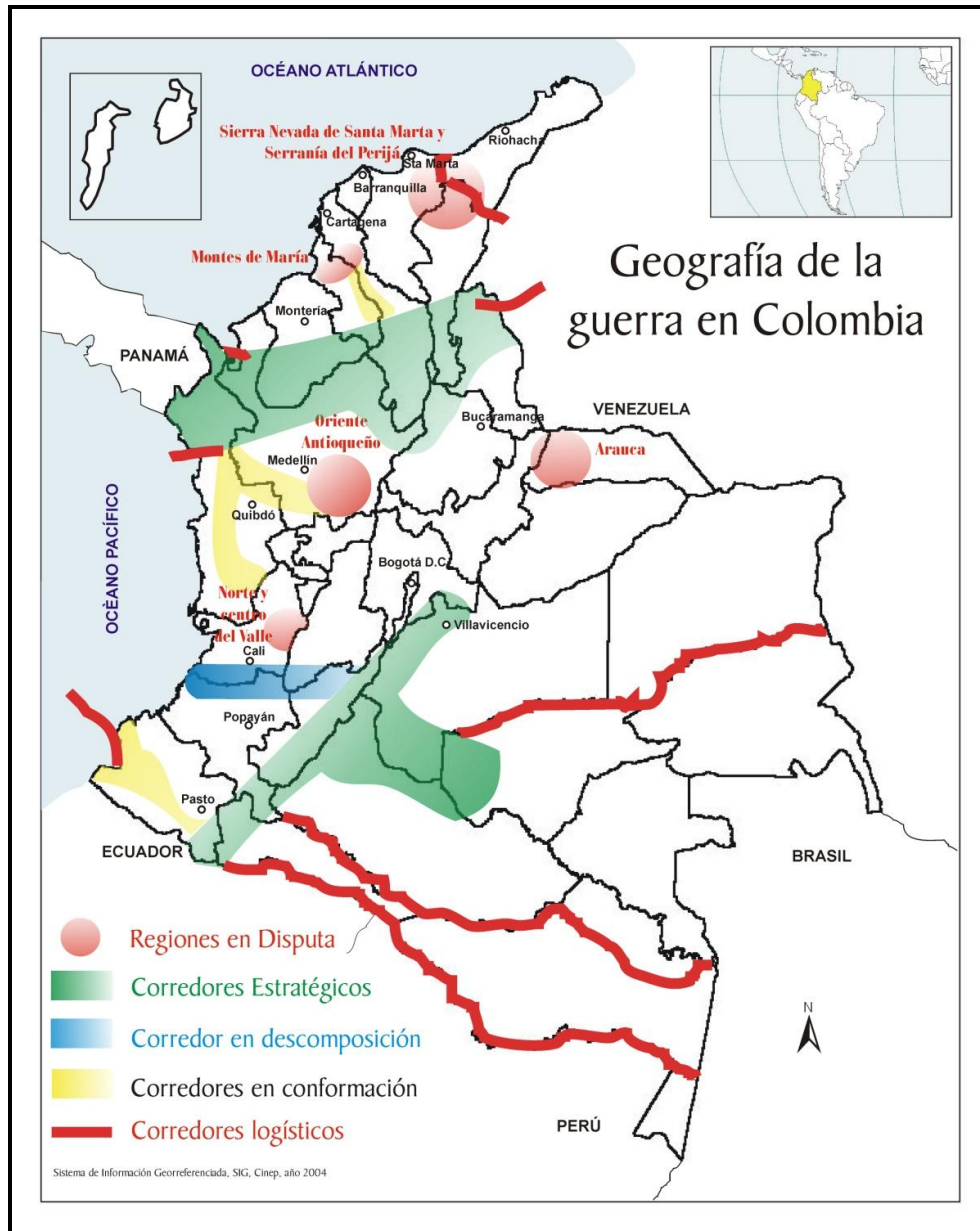 OCÉANO ATLÁNTICO
Sierra Nevada de Santa Marta y
Serranía del Perijá
Riohacha
Sta Marta
Barranquilla
Cartagena
Montes de María
Geografía de la
guerra en Colombia
Montería
PANAMÁ
VENEZUELA
Bucaramanga
Oriente
Antioqueño
Arauca
Medellín
Quibdó
OCÈANO PACÍFICO
Bogotá D.C.
Norte y
centro
del Valle
Villavicencio
Cali
Popayán
Pasto
ECUADOR
BRASIL
Regiones en Disputa
Corredores Estratégicos
Corredor en descomposición
Corredores en conformación
Corredores logísticos
N
PERÚ
Sistema de Información Georreferenciada, SIG, Cinep, año 2004